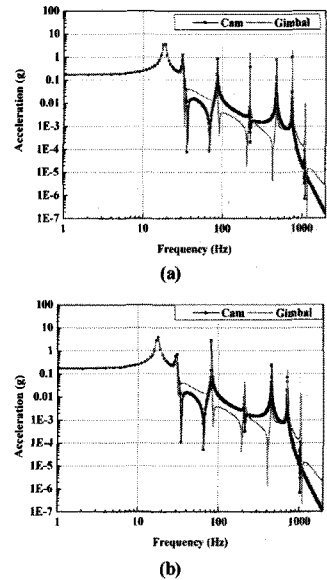 Cam Gimbal
100
10
1
0.1
0.01
1E-3
1E-4
1E-5
1E-6
1E-7
Acceleration (g)
1 10 100 1000
Frequency (Hz)
(a)
Cam Gimbal
100
10
1
0.1
0.01
1E-3
1E-4
1E-5
1E-6
1E-7
Acceleration (g)
1 10 100 1000
Frequency (Hz)
(b)